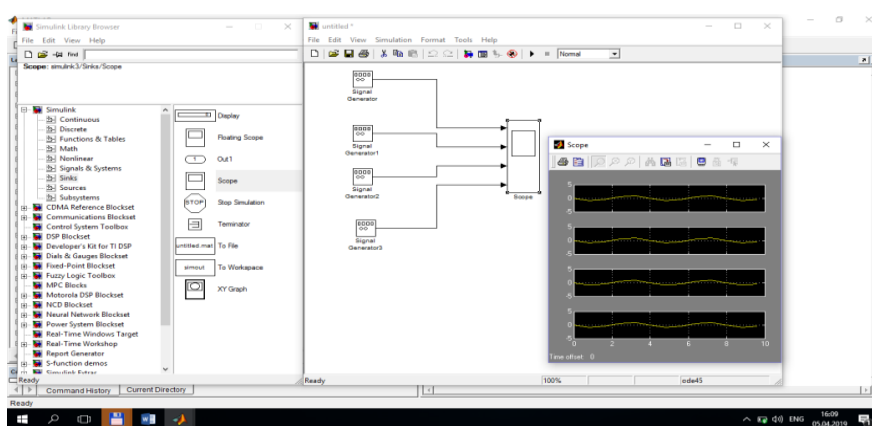 Simulink Library Browser
File Edit View Help
find
Scope: simulink3/Sinks/Scope
Simulink
Continuous
Discrete
Functions & Tables
Math
Nonlinear
Signals & Systems
Sinks
Sources
Subsystems
CDMA Reference Blockset
Communications Blockset
Control System Toolbox
DSP Blockset
Developer's Kit for TI DSP
Dials & Gauges Blockset
Fixed-Point Blockset
Fuzzy Logic Toolbox
MPC Blocks
Motorola DSP Blockset
NCD Blockset
Neural Network Blockset
Power System Blockset
Real-Time Windows Target
Real-Time Workshop
Report Generator
S-function demos
Simulink Extras
Ready
Display
Floating Scope
1 Out1
Scope
STOP Stop Simulation
Terminator
untitled.mat To File
simout To Workspace
XY Graph
untitled *
File Edit View Simulation Format Tools Help
Normal
Signal
Generator
Signal
Generator1
Signal
Generator2
Signal
Generator3
Scope
Ready
100%
ode45
Scope
5
0
-5
5
0
-5
5
0
-5
5
0
-5
0 2 4 6 8 10
Time offset: 0
Command History Current Directory
Ready
ENG
16:09
05.04.2019